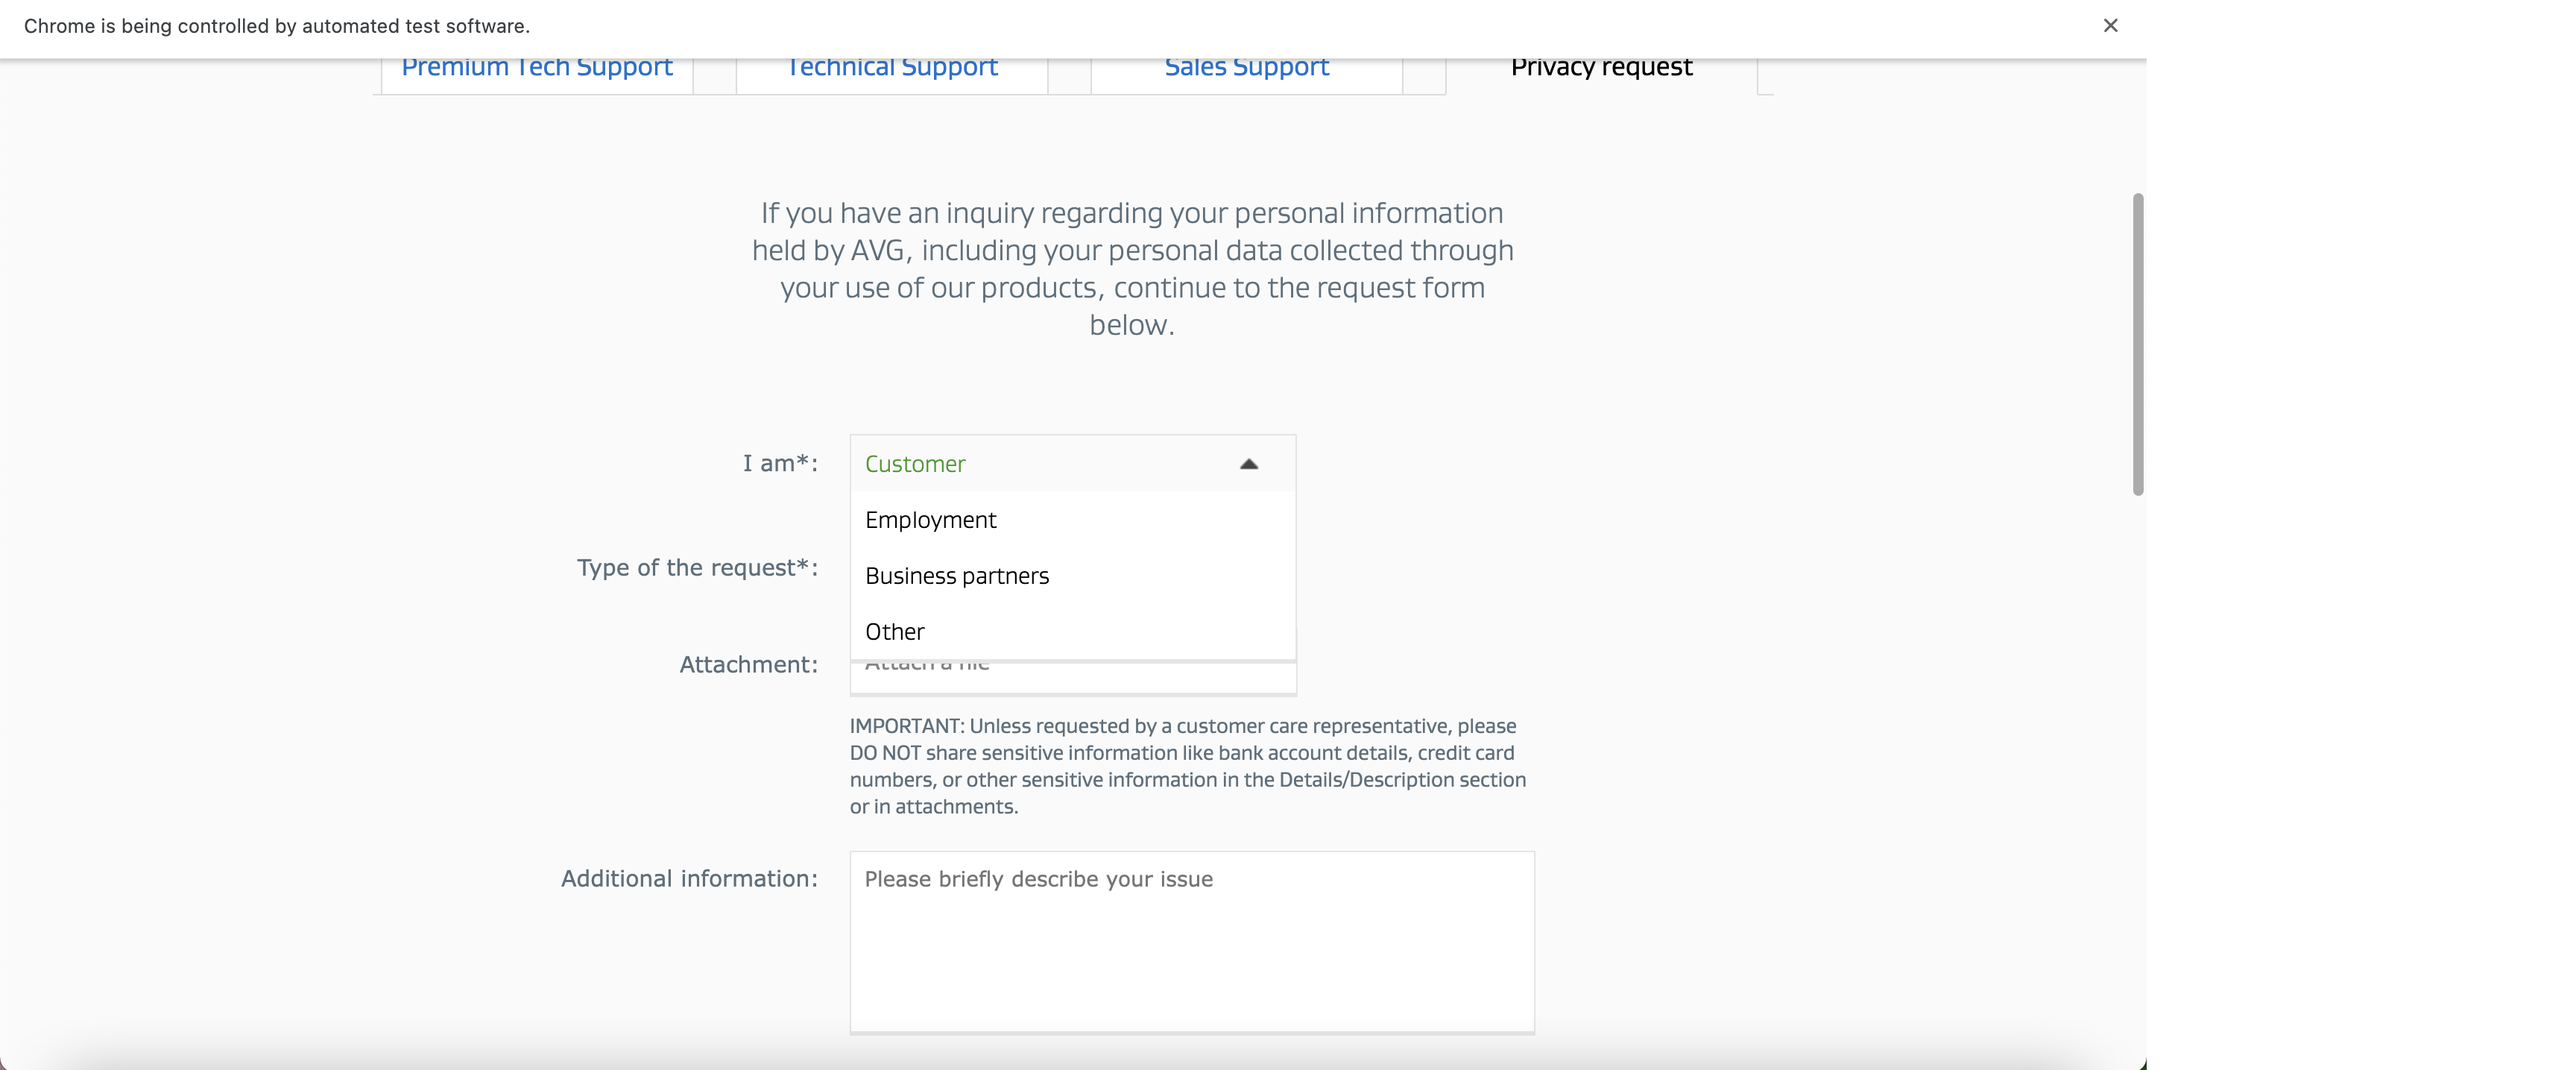 Chrome is being controlled by automated test software.
Premium Tech Support
Technical Support
Sales Support
Privacy request
If you have an inquiry regarding your personal information
held by AVG, including your personal data collected through
your use of our products, continue to the request form
below.
I am*:
Customer
Employment
Type of the request*:
Business partners
Other
Attachment:
Attach a file
IMPORTANT: Unless requested by a customer care representative, please
DO NOT share sensitive information like bank account details, credit card
numbers, or other sensitive information in the Details/Description section
or in attachments.
Additional information:
Please briefly describe your issue